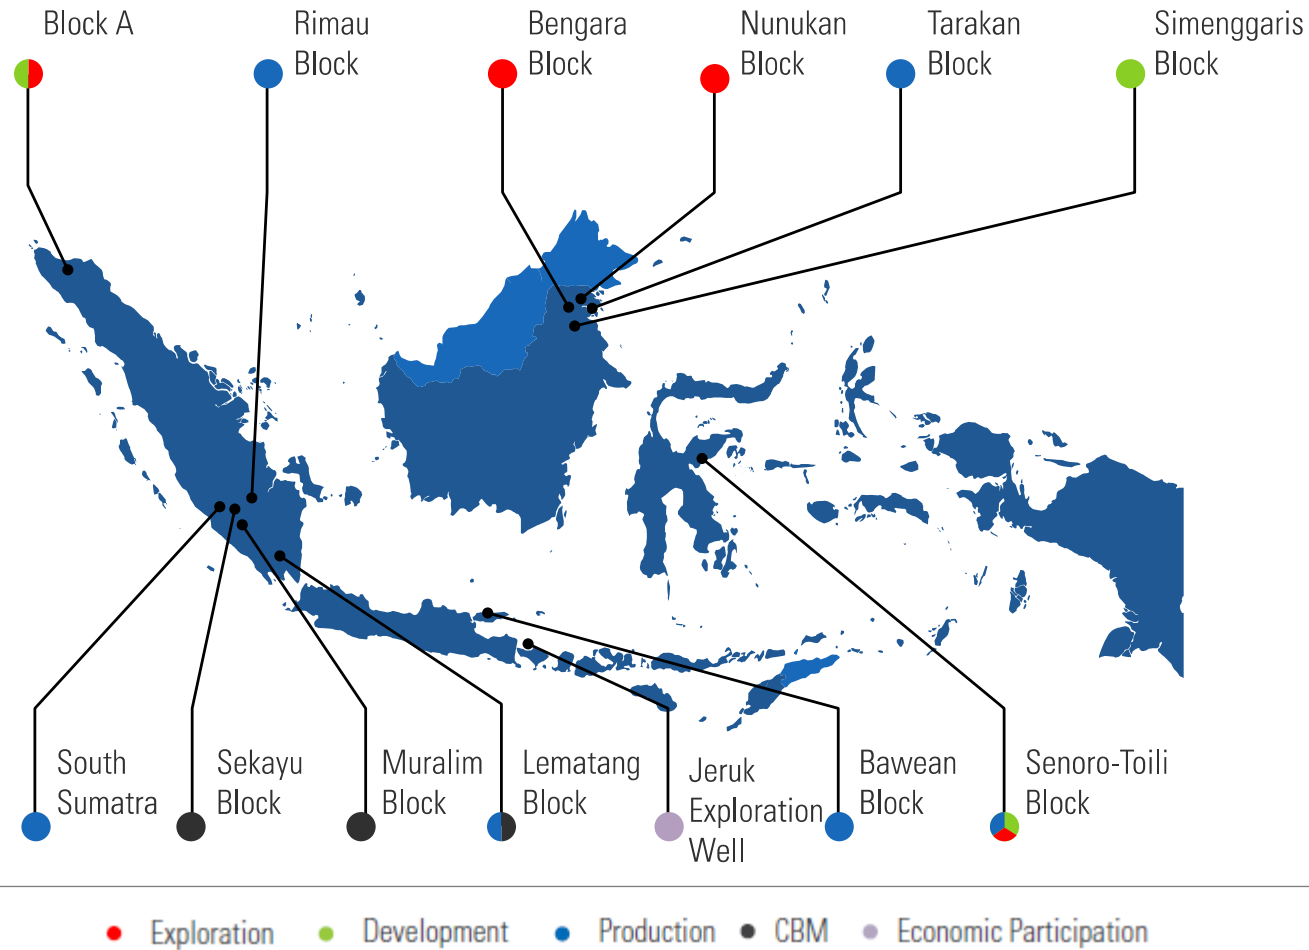 Block A
Rimau
Block
Bengara
Block
Nunukan
Block
Tarakan
Block
Simenggaris
Block
South
Sumatra
Sekayu
Block
Muralim
Block
Lematang
Block
Jeruk
Exploration
Well
Bawean
Block
Senoro-Toili
Block
Exploration
Development
Production
CBM
Economic Participation